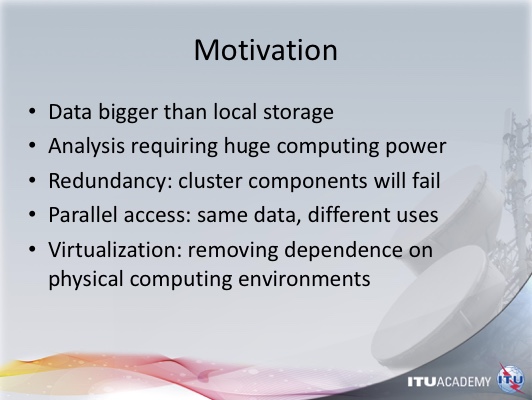 Motivation
• Data bigger than local storage
• Analysis requiring huge computing power
• Redundancy: cluster components will fail
• Parallel access: same data, different uses
• Virtualization: removing dependence on
physical computing environments
ITUACADEMY ITU